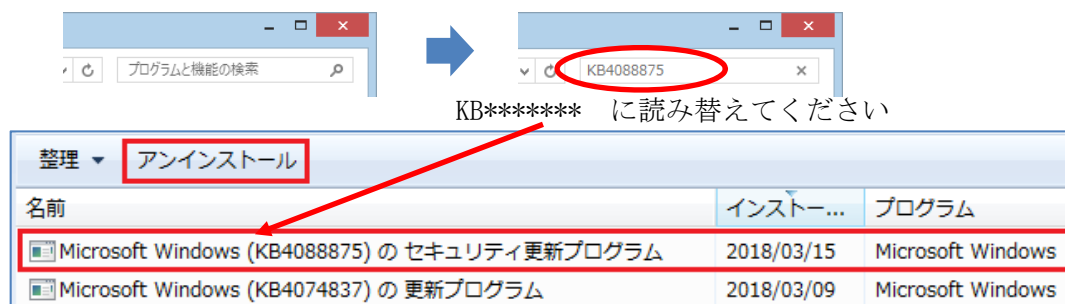 プログラムと機能の検索
KB4088875
KB******* に読み替えてください
整理 アンインストール
名前 インストー... プログラム
Microsoft Windows (KB4088875) の セキュリティ更新プログラム 2018/03/15 Microsoft Windows
Microsoft Windows (KB4074837) の 更新プログラム 2018/03/09 Microsoft Windows